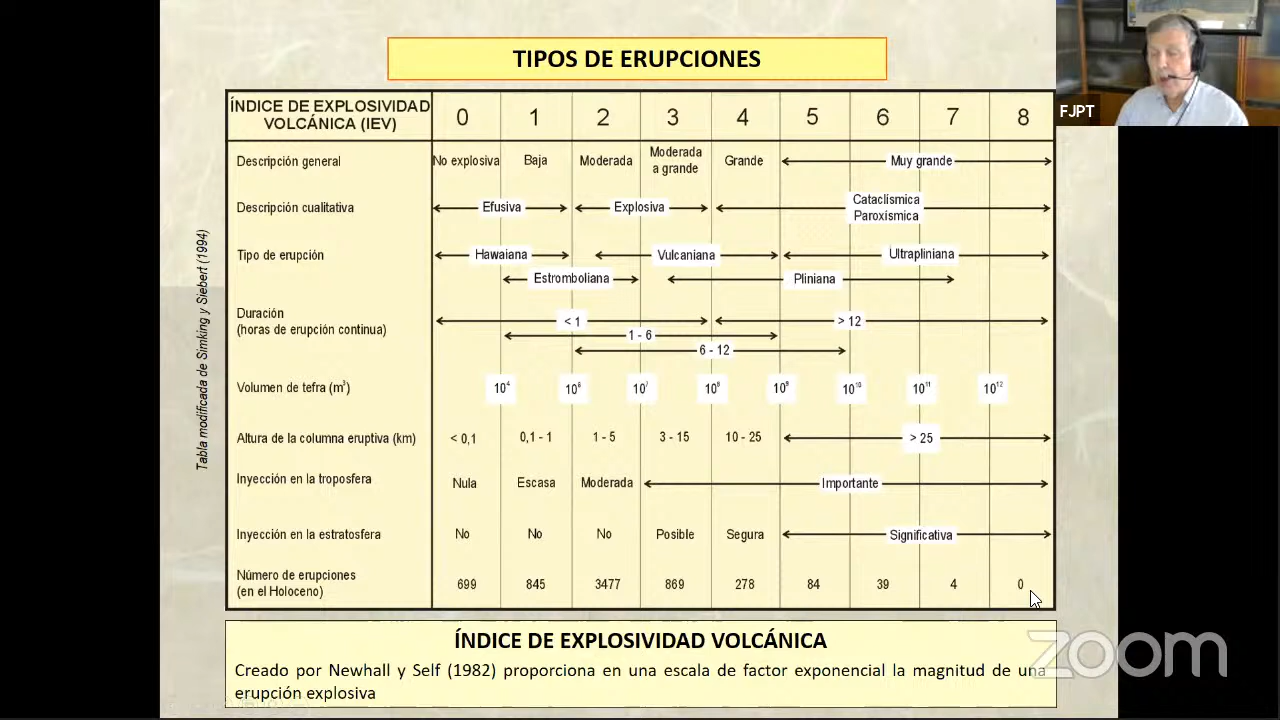 TIPOS DE ERUPCIONES
FJPT
ÍNDICE DE EXPLOSIVIDAD
VOLCÁNICA (IEV)
0 1 2 3 4 5 6 7 8
Descripción general
No explosiva Baja Moderada Moderada a grande Grande Muy grande
Descripción cualitativa
Efusiva Explosiva Cataclísmica Paroxísmica
Tipo de erupción
Hawaiana Vulcaniana Ultrapliniana
Estromboliana Pliniana
Duración
(horas de erupción continua)
< 1 > 12
1 - 6
6 - 12
Volumen de tefra (m³)
10⁴ 10⁶ 10⁷ 10⁸ 10⁹ 10¹⁰ 10¹¹ 10¹²
Altura de la columna eruptiva (km)
< 0,1 0,1 - 1 1 - 5 3 - 15 10 - 25 > 25
Inyección en la troposfera
Nula Escasa Moderada Importante
Inyección en la estratosfera
No No No Posible Segura Significativa
Número de erupciones
(en el Holoceno)
699 845 3477 869 278 84 39 4 0
Tabla modificada de Simking y Siebert (1994)
ÍNDICE DE EXPLOSIVIDAD VOLCÁNICA
Creado por Newhall y Self (1982) proporciona en una escala de factor exponencial la magnitud de una
erupción explosiva
zoom